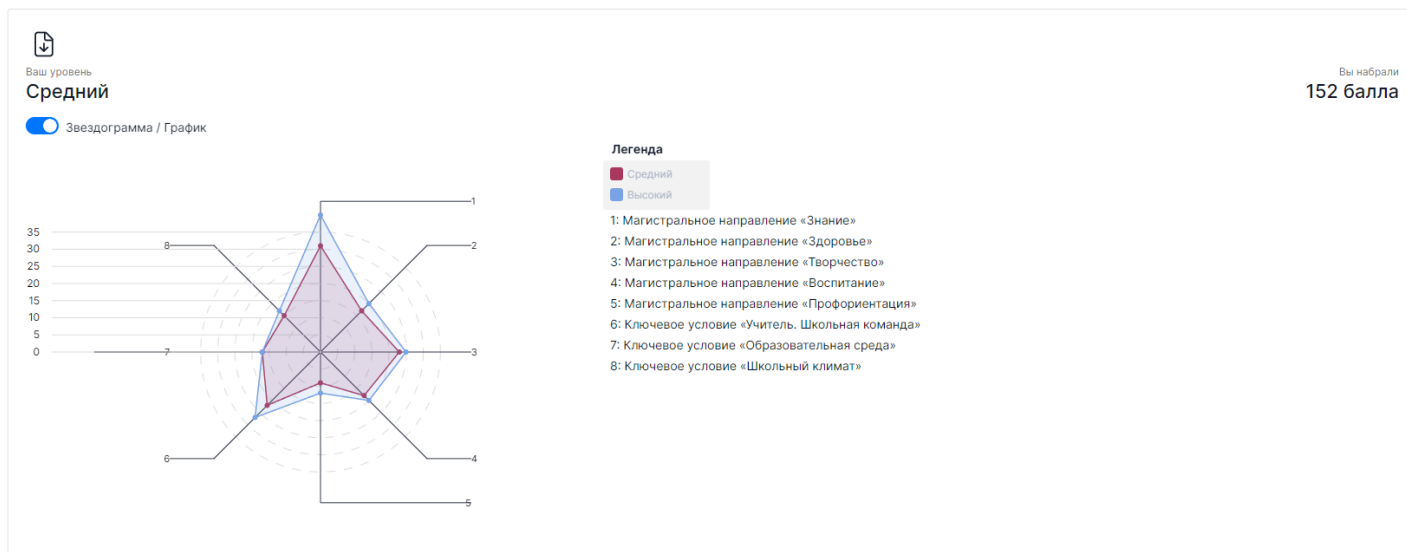 Ваш уровень
Средний
Вы набрали
152 балла
Звездограмма / График
Легенда
Средний
Высокий
1: Магистральное направление «Знание»
2: Магистральное направление «Здоровье»
3: Магистральное направление «Творчество»
4: Магистральное направление «Воспитание»
5: Магистральное направление «Профориентация»
6: Ключевое условие «Учитель. Школьная команда»
7: Ключевое условие «Образовательная среда»
8: Ключевое условие «Школьный климат»
35
30
25
20
15
10
5
0
1
2
3
4
5
6
7
8